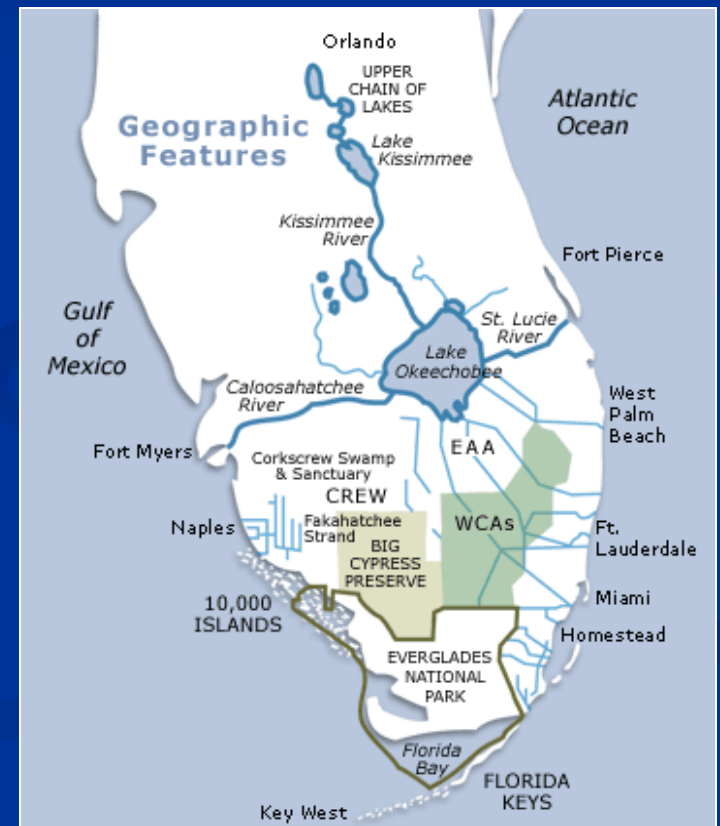 Orlando
UPPER
CHAIN OF
LAKES
Atlantic
Ocean
Geographic
Features
Lake
Kissimmee
Kissimmee
River
Fort Pierce
Gulf
of
Mexico
St. Lucie
River
Lake
Okeechobee
Caloosahatchee
River
West
Palm
Beach
Fort Myers
EAA
Corkscrew Swamp
& Sanctuary
CREW
Naples
Fakahatchee
Strand
WCAs
Ft.
Lauderdale
BIG
CYPRESS
PRESERVE
10,000
ISLANDS
Miami
Homestead
EVERGLADES
NATIONAL
PARK
Florida
Bay
FLORIDA
KEYS
Key West